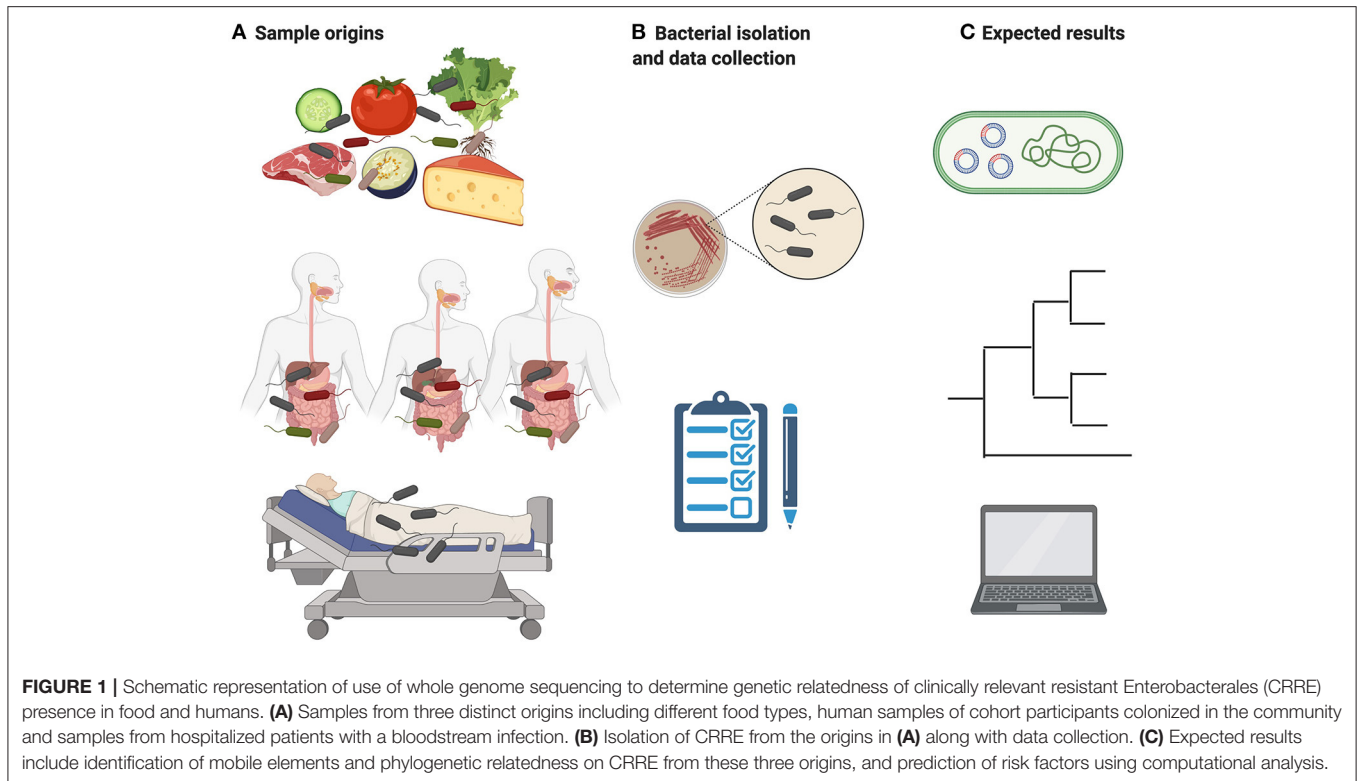 A Sample origins
B Bacterial isolation
and data collection
C Expected results
FIGURE 1 | Schematic representation of use of whole genome sequencing to determine genetic relatedness of clinically relevant resistant Enterobacterales (CRRE)
presence in food and humans. (A) Samples from three distinct origins including different food types, human samples of cohort participants colonized in the community
and samples from hospitalized patients with a bloodstream infection. (B) Isolation of CRRE from the origins in (A) along with data collection. (C) Expected results
include identification of mobile elements and phylogenetic relatedness on CRRE from these three origins, and prediction of risk factors using computational analysis.